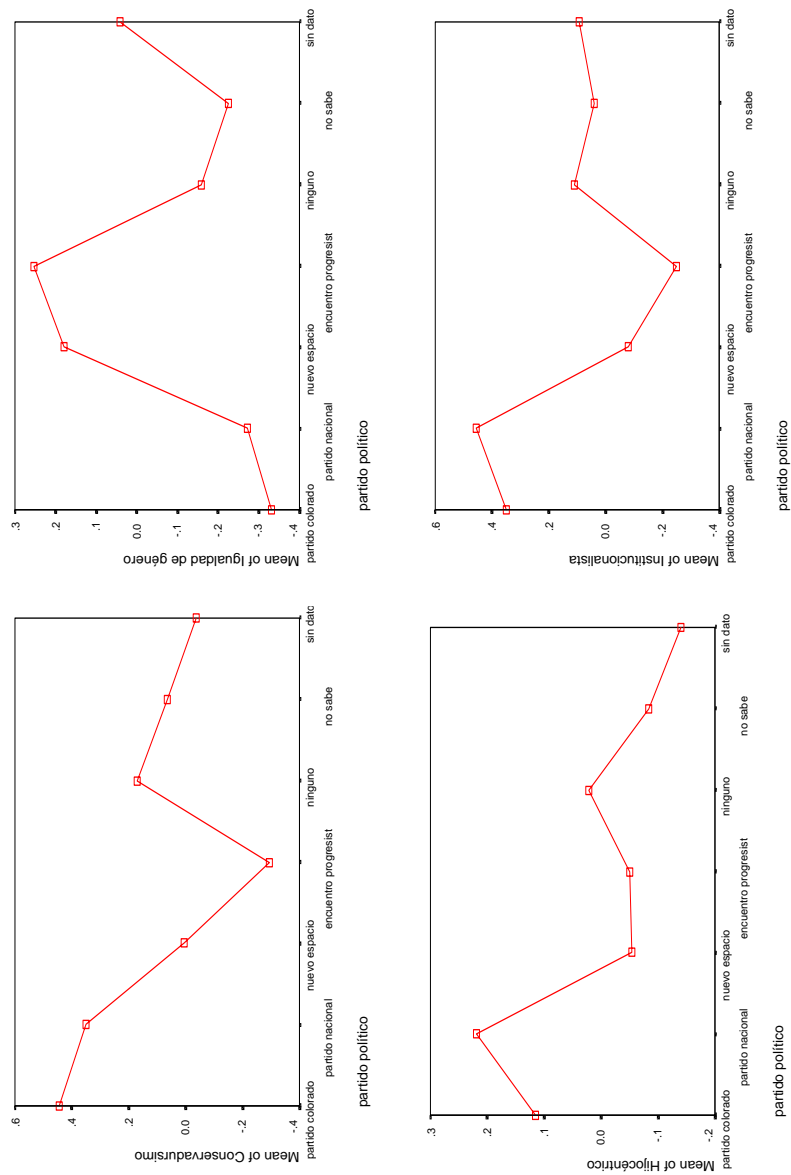 Mean of Conservadursimo
.6
.4
.2
0.0
-.2
-.4
partido colorado
partido nacional
nuevo espacio
encuentro progresist
ninguno
no sabe
sin dato
partido político
Mean of Igualdad de género
.3
.2
.1
0.0
-.1
-.2
-.3
-.4
partido colorado
partido nacional
nuevo espacio
encuentro progresist
ninguno
no sabe
sin dato
partido político
Mean of Hijocéntrico
.3
.2
.1
0.0
-.1
-.2
partido colorado
partido nacional
nuevo espacio
encuentro progresist
ninguno
no sabe
sin dato
partido político
Mean of Institucionalista
.6
.4
.2
0.0
-.2
-.4
partido colorado
partido nacional
nuevo espacio
encuentro progresist
ninguno
no sabe
sin dato
partido político